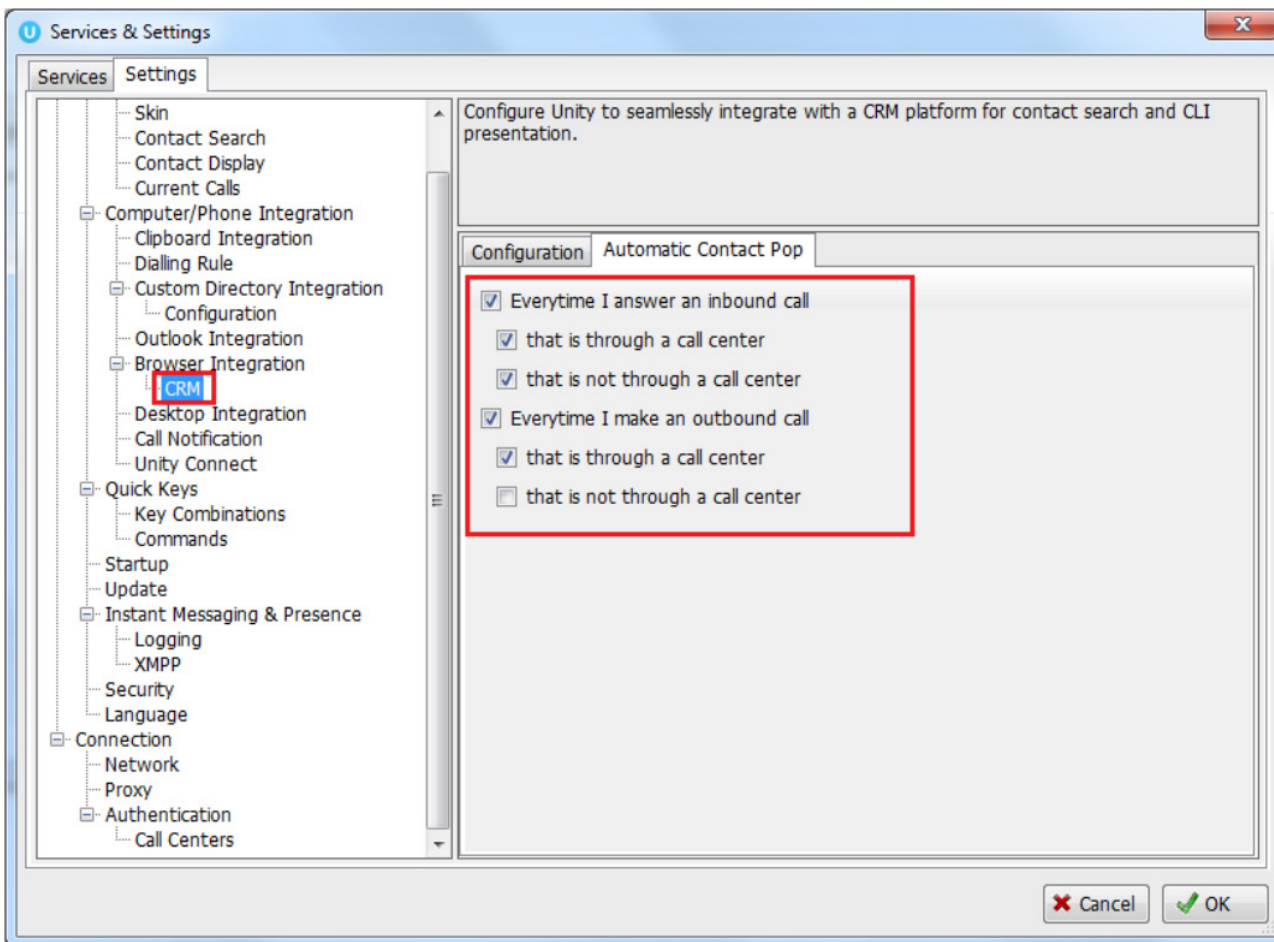 U Services & Settings
Services Settings
Skin
Contact Search
Contact Display
Current Calls
Computer/Phone Integration
Clipboard Integration
Dialling Rule
Custom Directory Integration
Configuration
Outlook Integration
Browser Integration
CRM
Desktop Integration
Call Notification
Unity Connect
Quick Keys
Key Combinations
Commands
Startup
Update
Instant Messaging & Presence
Logging
XMPP
Security
Language
Connection
Network
Proxy
Authentication
Call Centers
Configure Unity to seamlessly integrate with a CRM platform for contact search and CLI
presentation.
Configuration Automatic Contact Pop
Everytime I answer an inbound call
that is through a call center
that is not through a call center
Everytime I make an outbound call
that is through a call center
that is not through a call center
Cancel OK